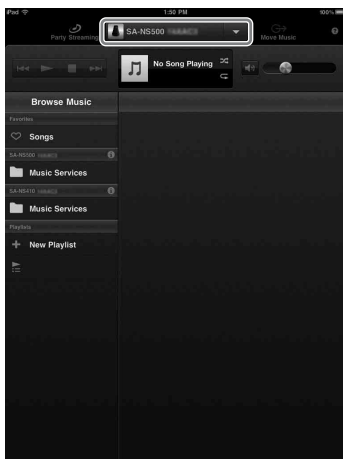 iPad 1:50 PM 100%
Party Streaming SA-NS500 Move Music
No Song Playing
Browse Music
Favorites
Songs
SA-NS500
Music Services
SA-NS410
Music Services
Playlists
New Playlist